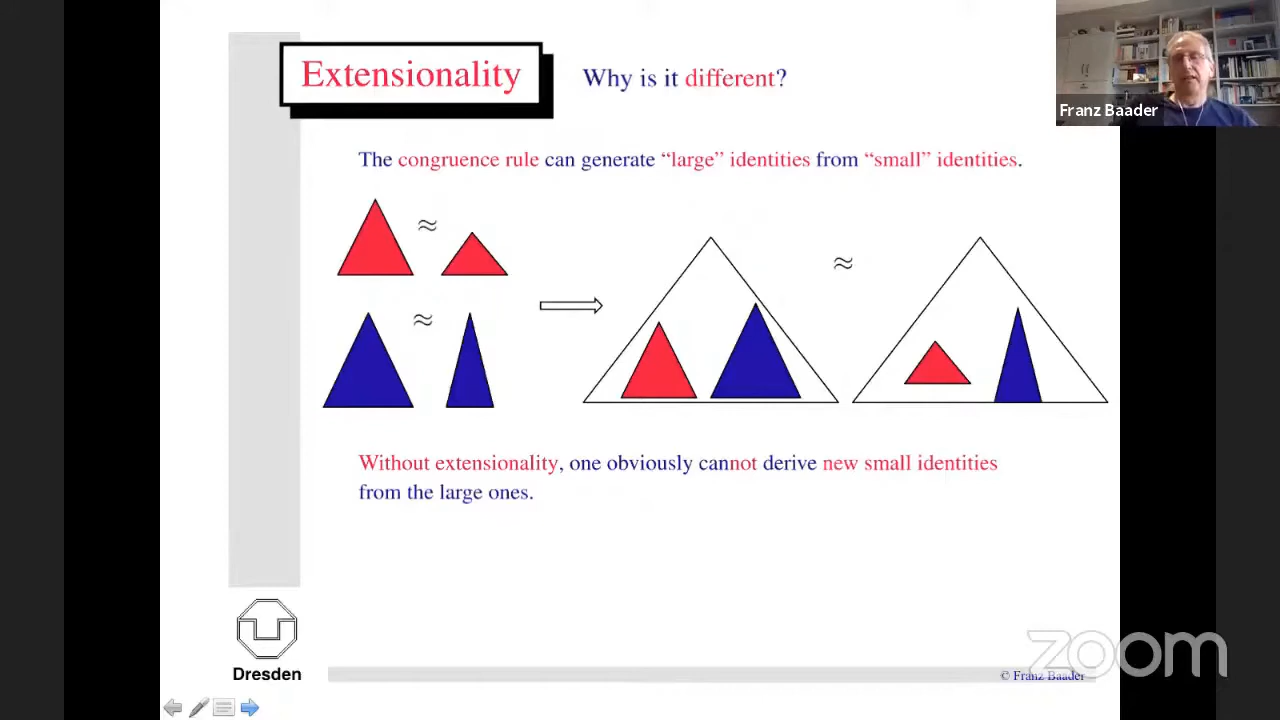 Extensionality
Why is it different?
Franz Baader
The congruence rule can generate “large” identities from “small” identities.
≈
≈
≈
Without extensionality, one obviously cannot derive new small identities
from the large ones.
Dresden
zoom
© Franz Baader